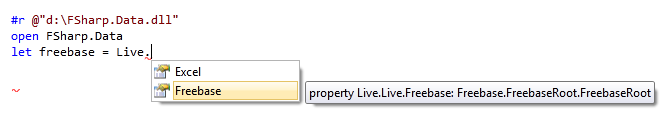 #r @"d:\FSharp.Data.dll"
open FSharp.Data
let freebase = Live.
Excel
Freebase
property Live.Live.Freebase: Freebase.FreebaseRoot.FreebaseRoot